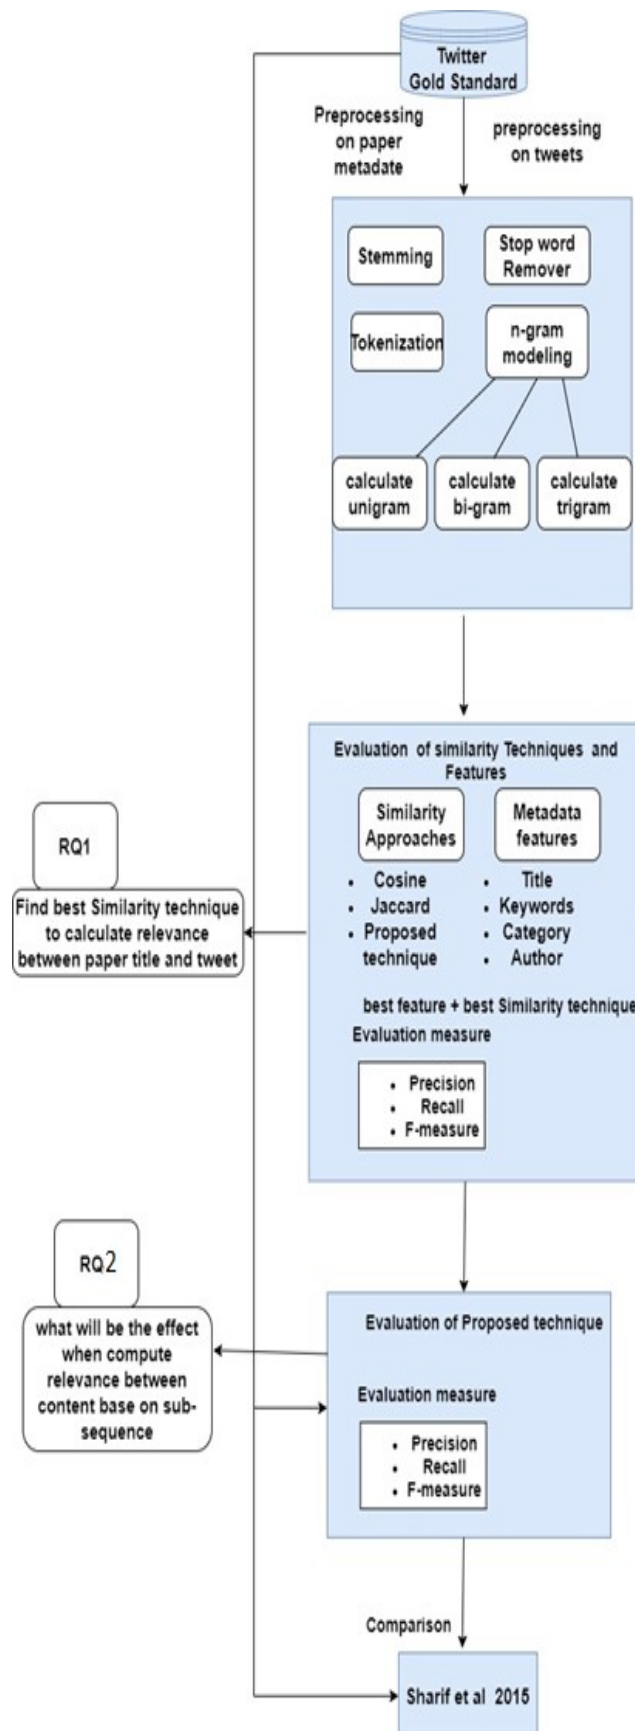 Twitter
Gold Standard
Preprocessing
on paper
metadate
preprocessing
on tweets
Stemming
Stop word
Remover
Tokenization
n-gram
modeling
calculate
unigram
calculate
bi-gram
calculate
trigram
Evaluation of similarity Techniques and
Features
Similarity
Approaches
Metadata
features
• Cosine
• Jaccard
• Proposed
technique
• Title
• Keywords
• Category
• Author
best feature + best Similarity technique
Evaluation measure
• Precision
• Recall
• F-measure
RQ1
Find best Similarity technique
to calculate relevance
between paper title and tweet
RQ2
what will be the effect
when compute
relevance between
content base on sub-
sequence
Evaluation of Proposed technique
Evaluation measure
• Precision
• Recall
• F-measure
Comparison
Sharif et al 2015